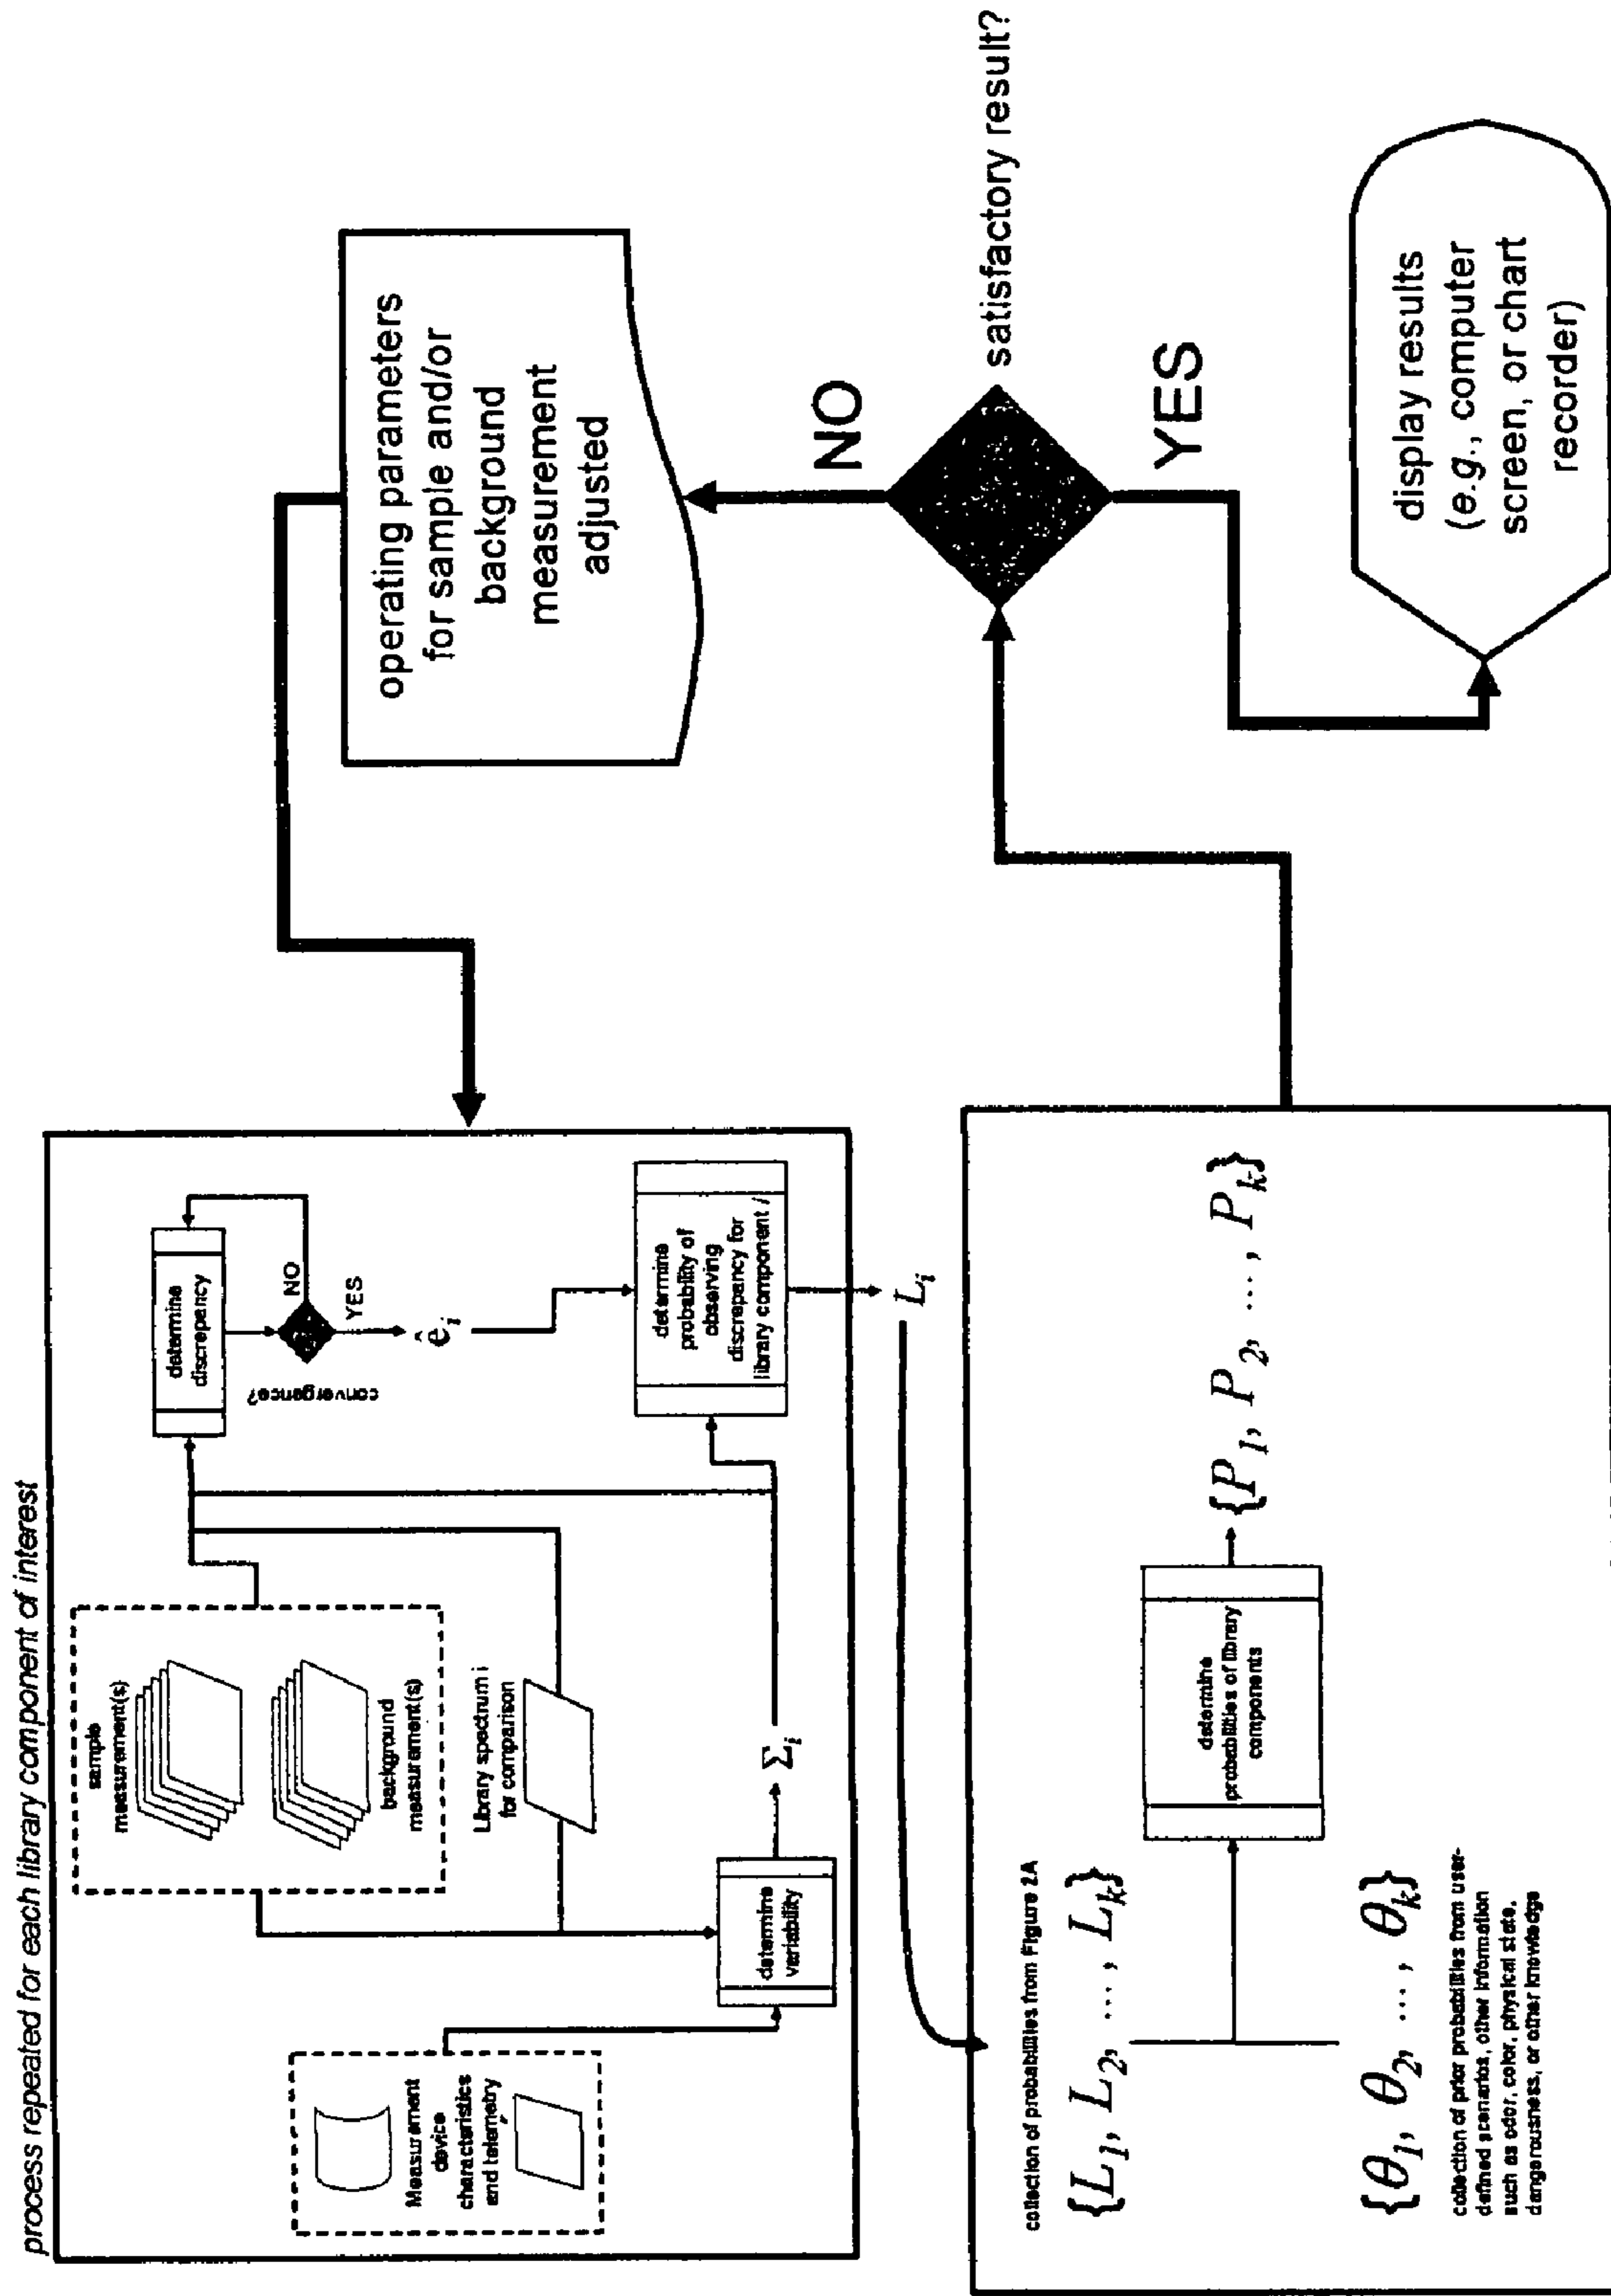 process repeated for each library component of interest
Measurement
device
characteristics
and telemetry
sample
measurement(s)
background
measurement(s)
Library spectrum i
for comparison
determine
variability
Σi
determine
discrepancy
convergence?
NO
YES
êi
determine
probability of
observing
discrepancy for
library component i
Li
collection of probabilities from Figure 2A
{L1, L2, ..., Lk}
{θ1, θ2, ..., θk}
collection of prior probabilities from user-
defined scenarios, other information
such as odor, color, physical state,
dangerousness, or other knowledge
determine
probabilities of library
components
{P1, P2, ..., Pk}
operating parameters
for sample and/or
background
measurement
adjusted
NO
satisfactory result?
YES
display results
(e.g., computer
screen, or chart
recorder)